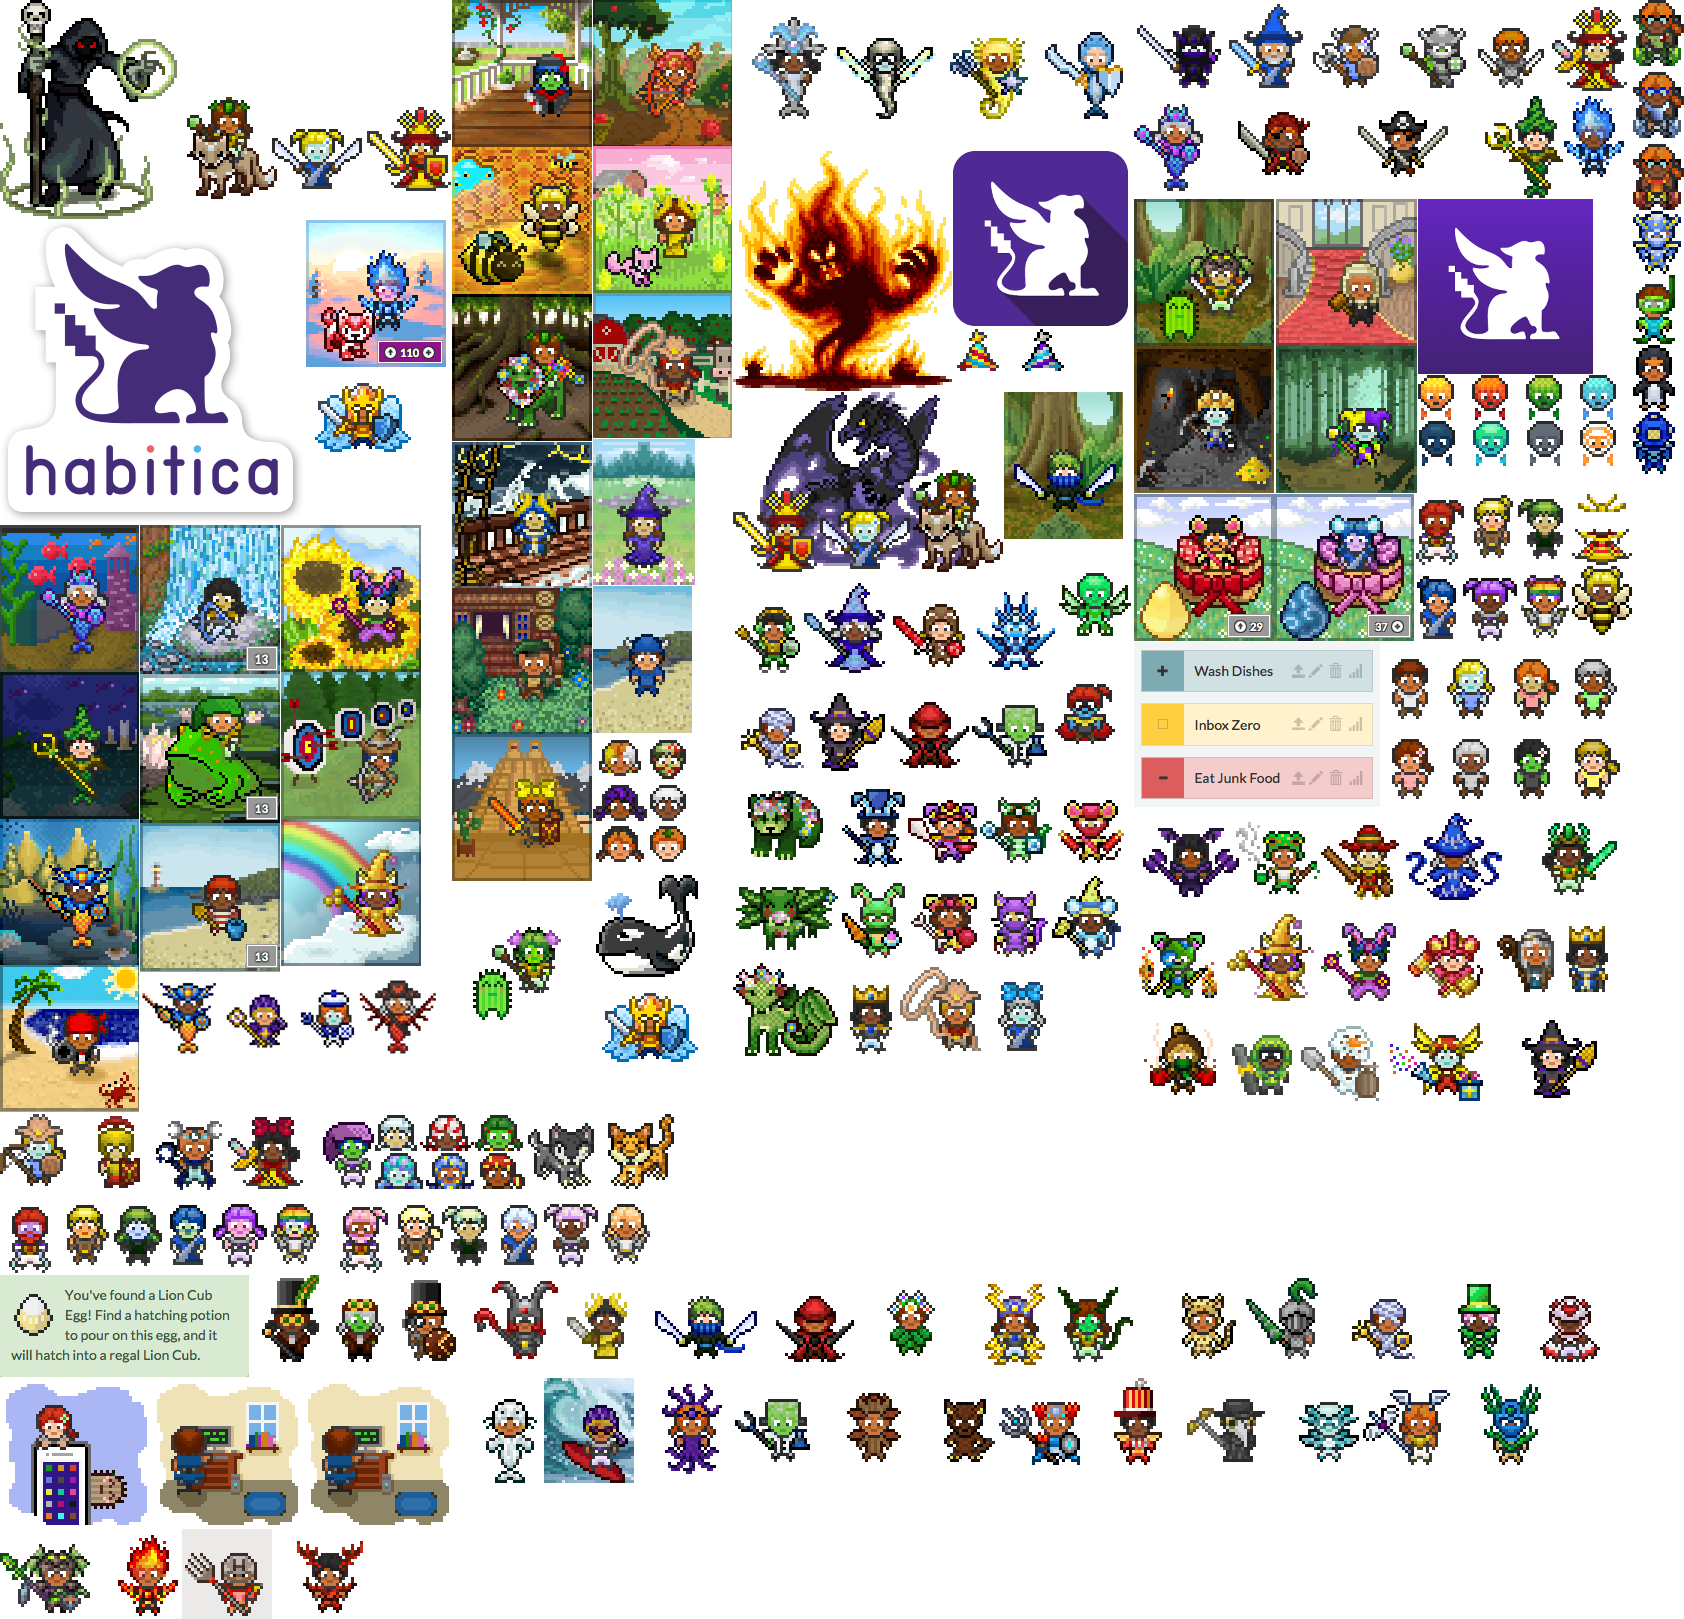 110
habitica
13
13
13
29
37
Wash Dishes
Inbox Zero
Eat Junk Food
You've found a Lion Cub
Egg! Find a hatching potion
to pour on this egg, and it
will hatch into a regal Lion Cub.